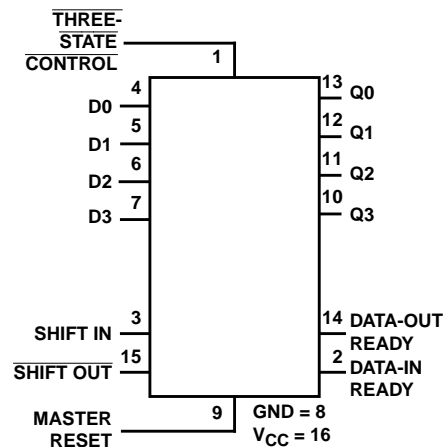 THREE-
STATE
CONTROL
1
4
D0
5
D1
6
D2
7
D3
13
Q0
12
Q1
11
Q2
10
Q3
3
SHIFT IN
15
SHIFT OUT
14
DATA-OUT
READY
2
DATA-IN
READY
MASTER
RESET
9
GND = 8
VCC = 16